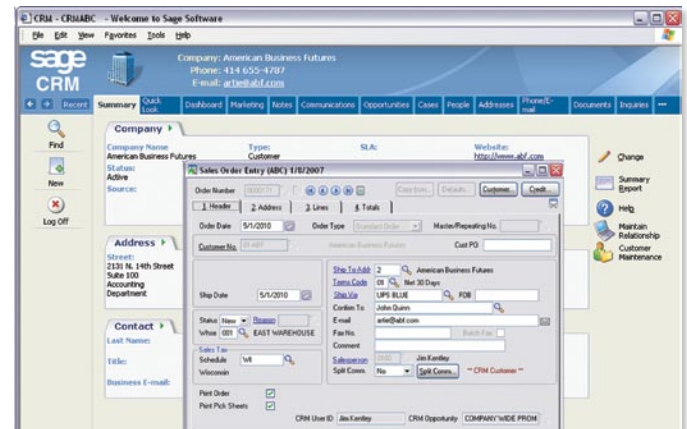 CRM - CRMABC - Welcome to Sage Software
File Edit View Favorites Tools Help
sage
CRM
Company: American Business Futures
Phone: 414 655-4787
E-mail: artie@abf.com
Recent Summary Quick Look Dashboard Marketing Notes Communications Opportunities Cases People Addresses Phone/E-mail Documents Inquiries
Find
New
Log Off
Company
Company Name
American Business Futures
Type:
Customer
SLA:
Website:
http://www.abf.com
Status:
Active
Source:
Address
Street:
2131 N. 14th Street
Suite 100
Accounting
Department
Contact
Last Name:
Title:
Business E-mail:
Change
Summary
Report
Help
Maintain
Relationship
Customer
Maintenance
Sales Order Entry (ABC) 1/8/2007
Order Number Copy from... Defaults... Customer... Credit...
1. Header 2. Address 3. Lines 4. Totals
Order Date 5/1/2010 Order Type Standard Order Master/Repeating No.
Customer No. 01-ABF American Business Futures Cust PO
Ship To Addr 2 American Business Futures
Terms Code 01 Net 30 Days
Ship Date 5/1/2010 Ship Via UPS BLUE FOB
Confirm To John Quinn
Status New Reason E-mail artie@abf.com
Whse 001 EAST WAREHOUSE Fax No. Batch Fax
Sales Tax Comment
Schedule WI Salesperson Jim Kentley
Wisconsin Split Comm. No Split Comm... ** CRM Customer **
Print Order
Print Pick Sheets
CRM User ID Jim Kentley CRM Opportunity COMPANY WIDE PROM